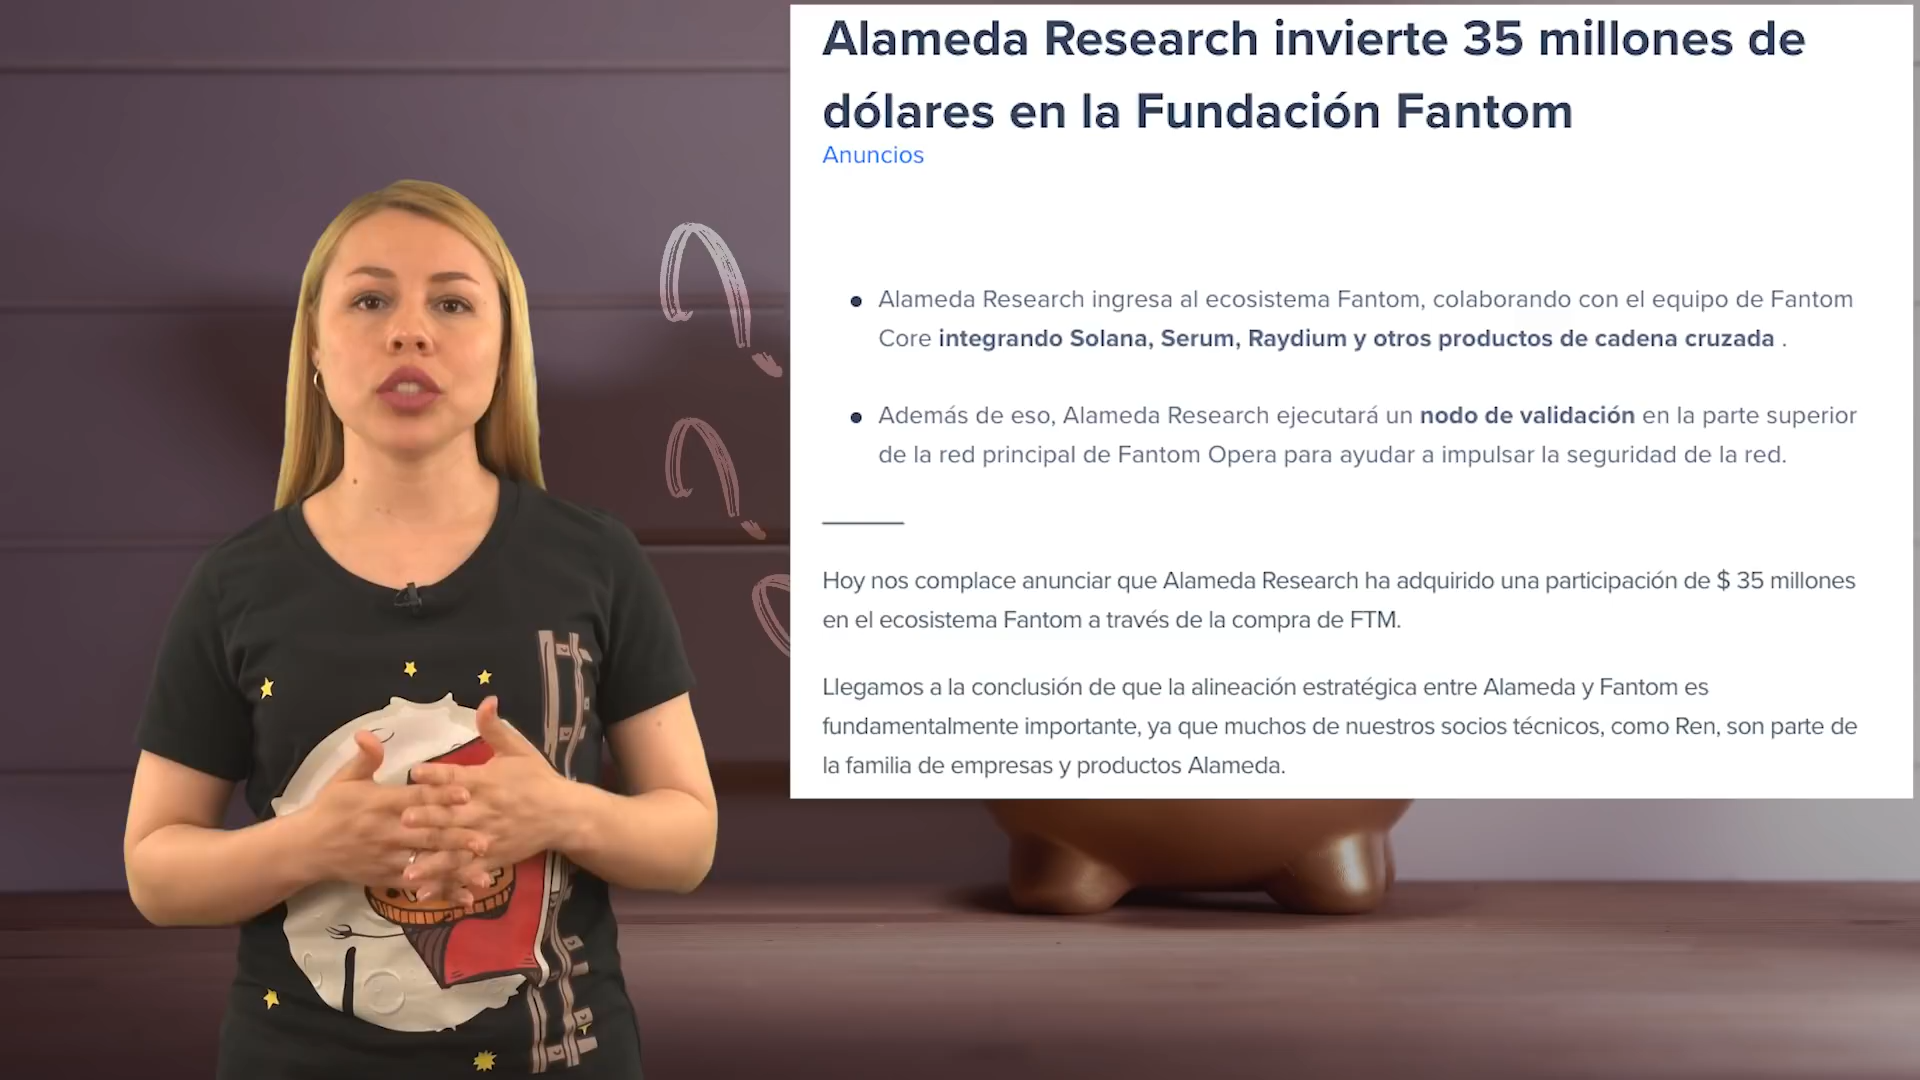 Alameda Research invierte 35 millones de
dólares en la Fundación Fantom
Anuncios
Alameda Research ingresa al ecosistema Fantom, colaborando con el equipo de Fantom
Core integrando Solana, Serum, Raydium y otros productos de cadena cruzada .
Además de eso, Alameda Research ejecutará un nodo de validación en la parte superior
de la red principal de Fantom Opera para ayudar a impulsar la seguridad de la red.
Hoy nos complace anunciar que Alameda Research ha adquirido una participación de $ 35 millones
en el ecosistema Fantom a través de la compra de FTM.
Llegamos a la conclusión de que la alineación estratégica entre Alameda y Fantom es
fundamentalmente importante, ya que muchos de nuestros socios técnicos, como Ren, son parte de
la familia de empresas y productos Alameda.